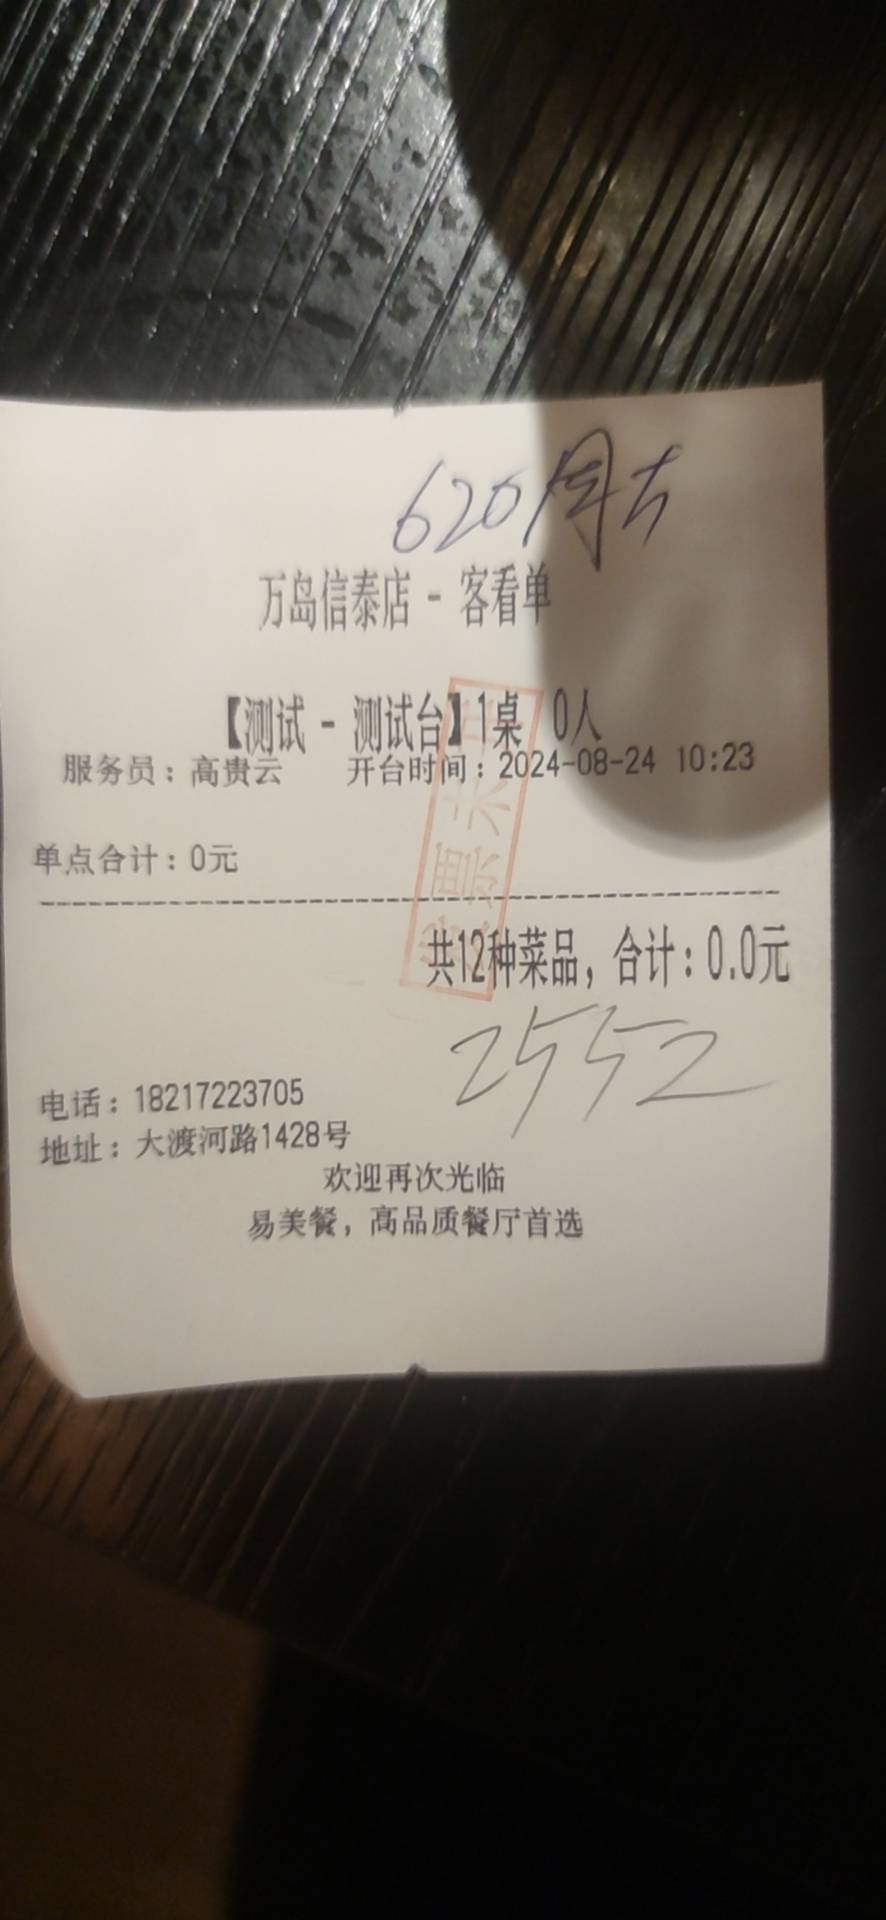 620
万岛信泰店 - 客看单
【测试 - 测试台】1桌 0人
服务员：高贵云 开台时间：2024-08-24 10:23
单点合计：0元
共12种菜品，合计：0.0元
2552
电话：18217223705
地址：大渡河路1428号
欢迎再次光临
易美餐，高品质餐厅首选